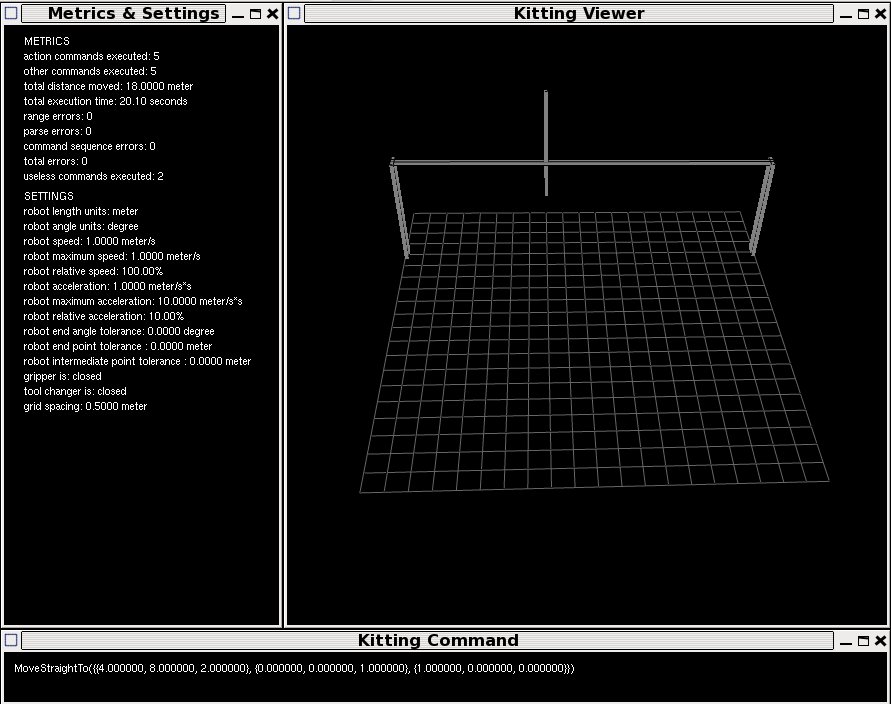 Metrics & Settings
METRICS
action commands executed: 5
other commands executed: 5
total distance moved: 18.0000 meter
total execution time: 20.10 seconds
range errors: 0
parse errors: 0
command sequence errors: 0
total errors: 0
useless commands executed: 2
SETTINGS
robot length units: meter
robot angle units: degree
robot speed: 1.0000 meter/s
robot maximum speed: 1.0000 meter/s
robot relative speed: 100.00%
robot acceleration: 1.0000 meter/s*s
robot maximum acceleration: 10.0000 meter/s*s
robot relative acceleration: 10.00%
robot end angle tolerance: 0.0000 degree
robot end point tolerance : 0.0000 meter
robot intermediate point tolerance : 0.0000 meter
gripper is: closed
tool changer is: closed
grid spacing: 0.5000 meter
Kitting Viewer
Kitting Command
MoveStraightTo({{4.000000, 8.000000, 2.000000}, {0.000000, 0.000000, 1.000000}, {1.000000, 0.000000, 0.000000}})